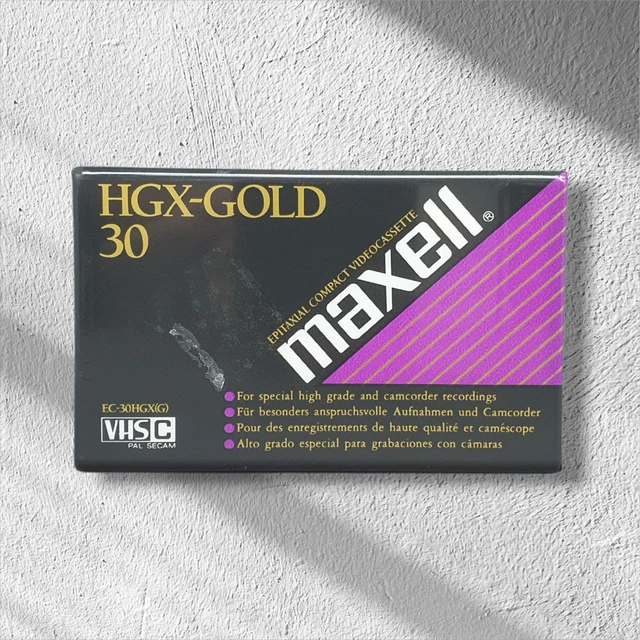 HGX-GOLD
30
EPITAXIAL COMPACT VIDEOCASSETTE
maxell®
For special high grade and camcorder recordings
Für besonders anspruchsvolle Aufnahmen und Camcorder
Pour des enregistrements de haute qualité et caméscope
Alto grado especial para grabaciones con cámaras
EC-30HGX(G)
VHS C
PAL SECAM